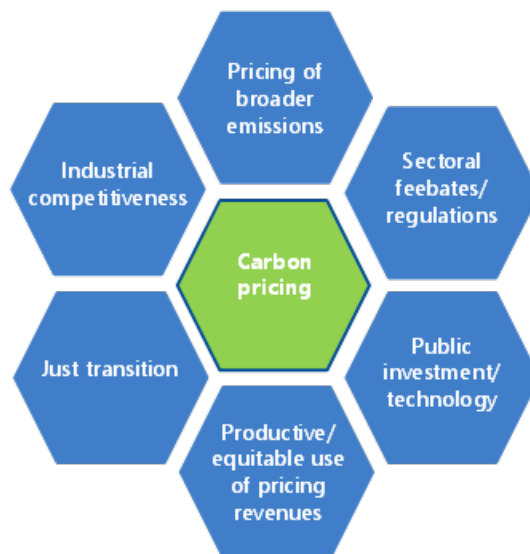 Pricing of
broader
emissions
Industrial
competitiveness
Sectoral
feebates/
regulations
Carbon
pricing
Just transition
Public
investment/
technology
Productive/
equitable use
of pricing
revenues